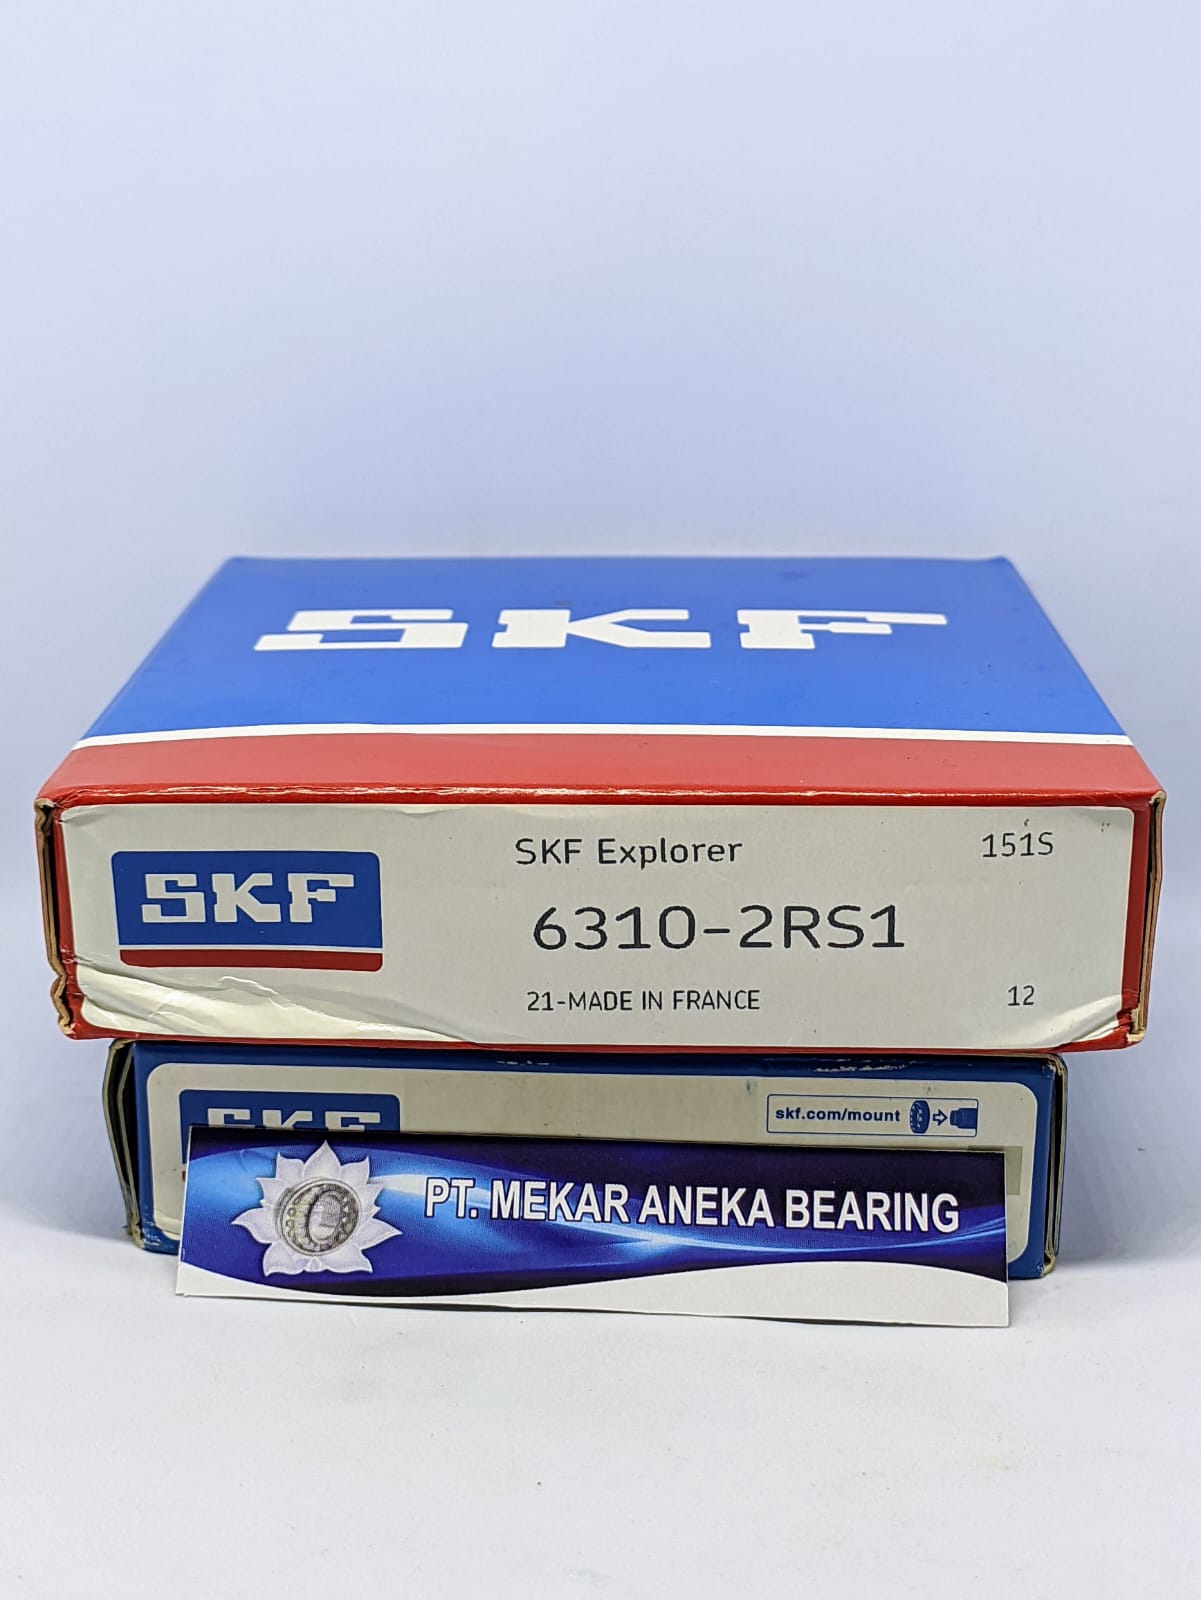 SKF
SKF
SKF Explorer
151S
6310-2RS1
21-MADE IN FRANCE
12
SKF
skf.com/mount
PT. MEKAR ANEKA BEARING